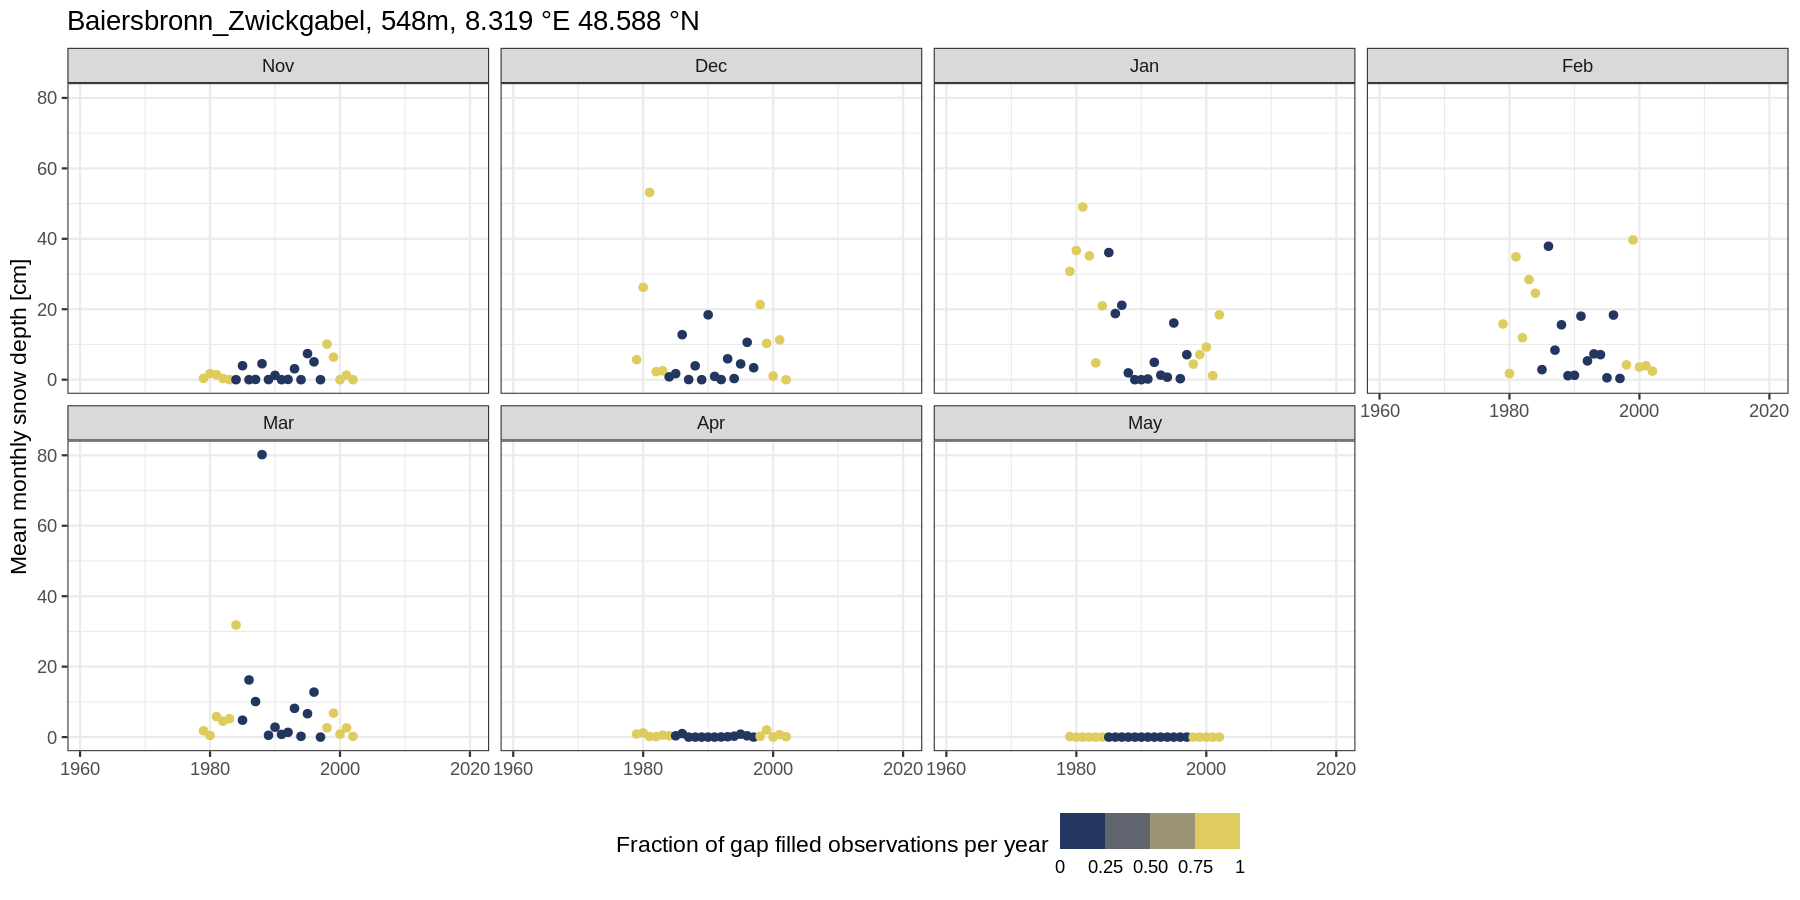 Baiersbronn_Zwickgabel, 548m, 8.319 °E 48.588 °N
Nov Dec Jan Feb
80
60
40
20
0
1960 1980 2000 2020
Mean monthly snow depth [cm]
Mar Apr May
80
60
40
20
0
1960 1980 2000 2020 1960 1980 2000 2020 1960 1980 2000 2020
Fraction of gap filled observations per year
0 0.25 0.50 0.75 1